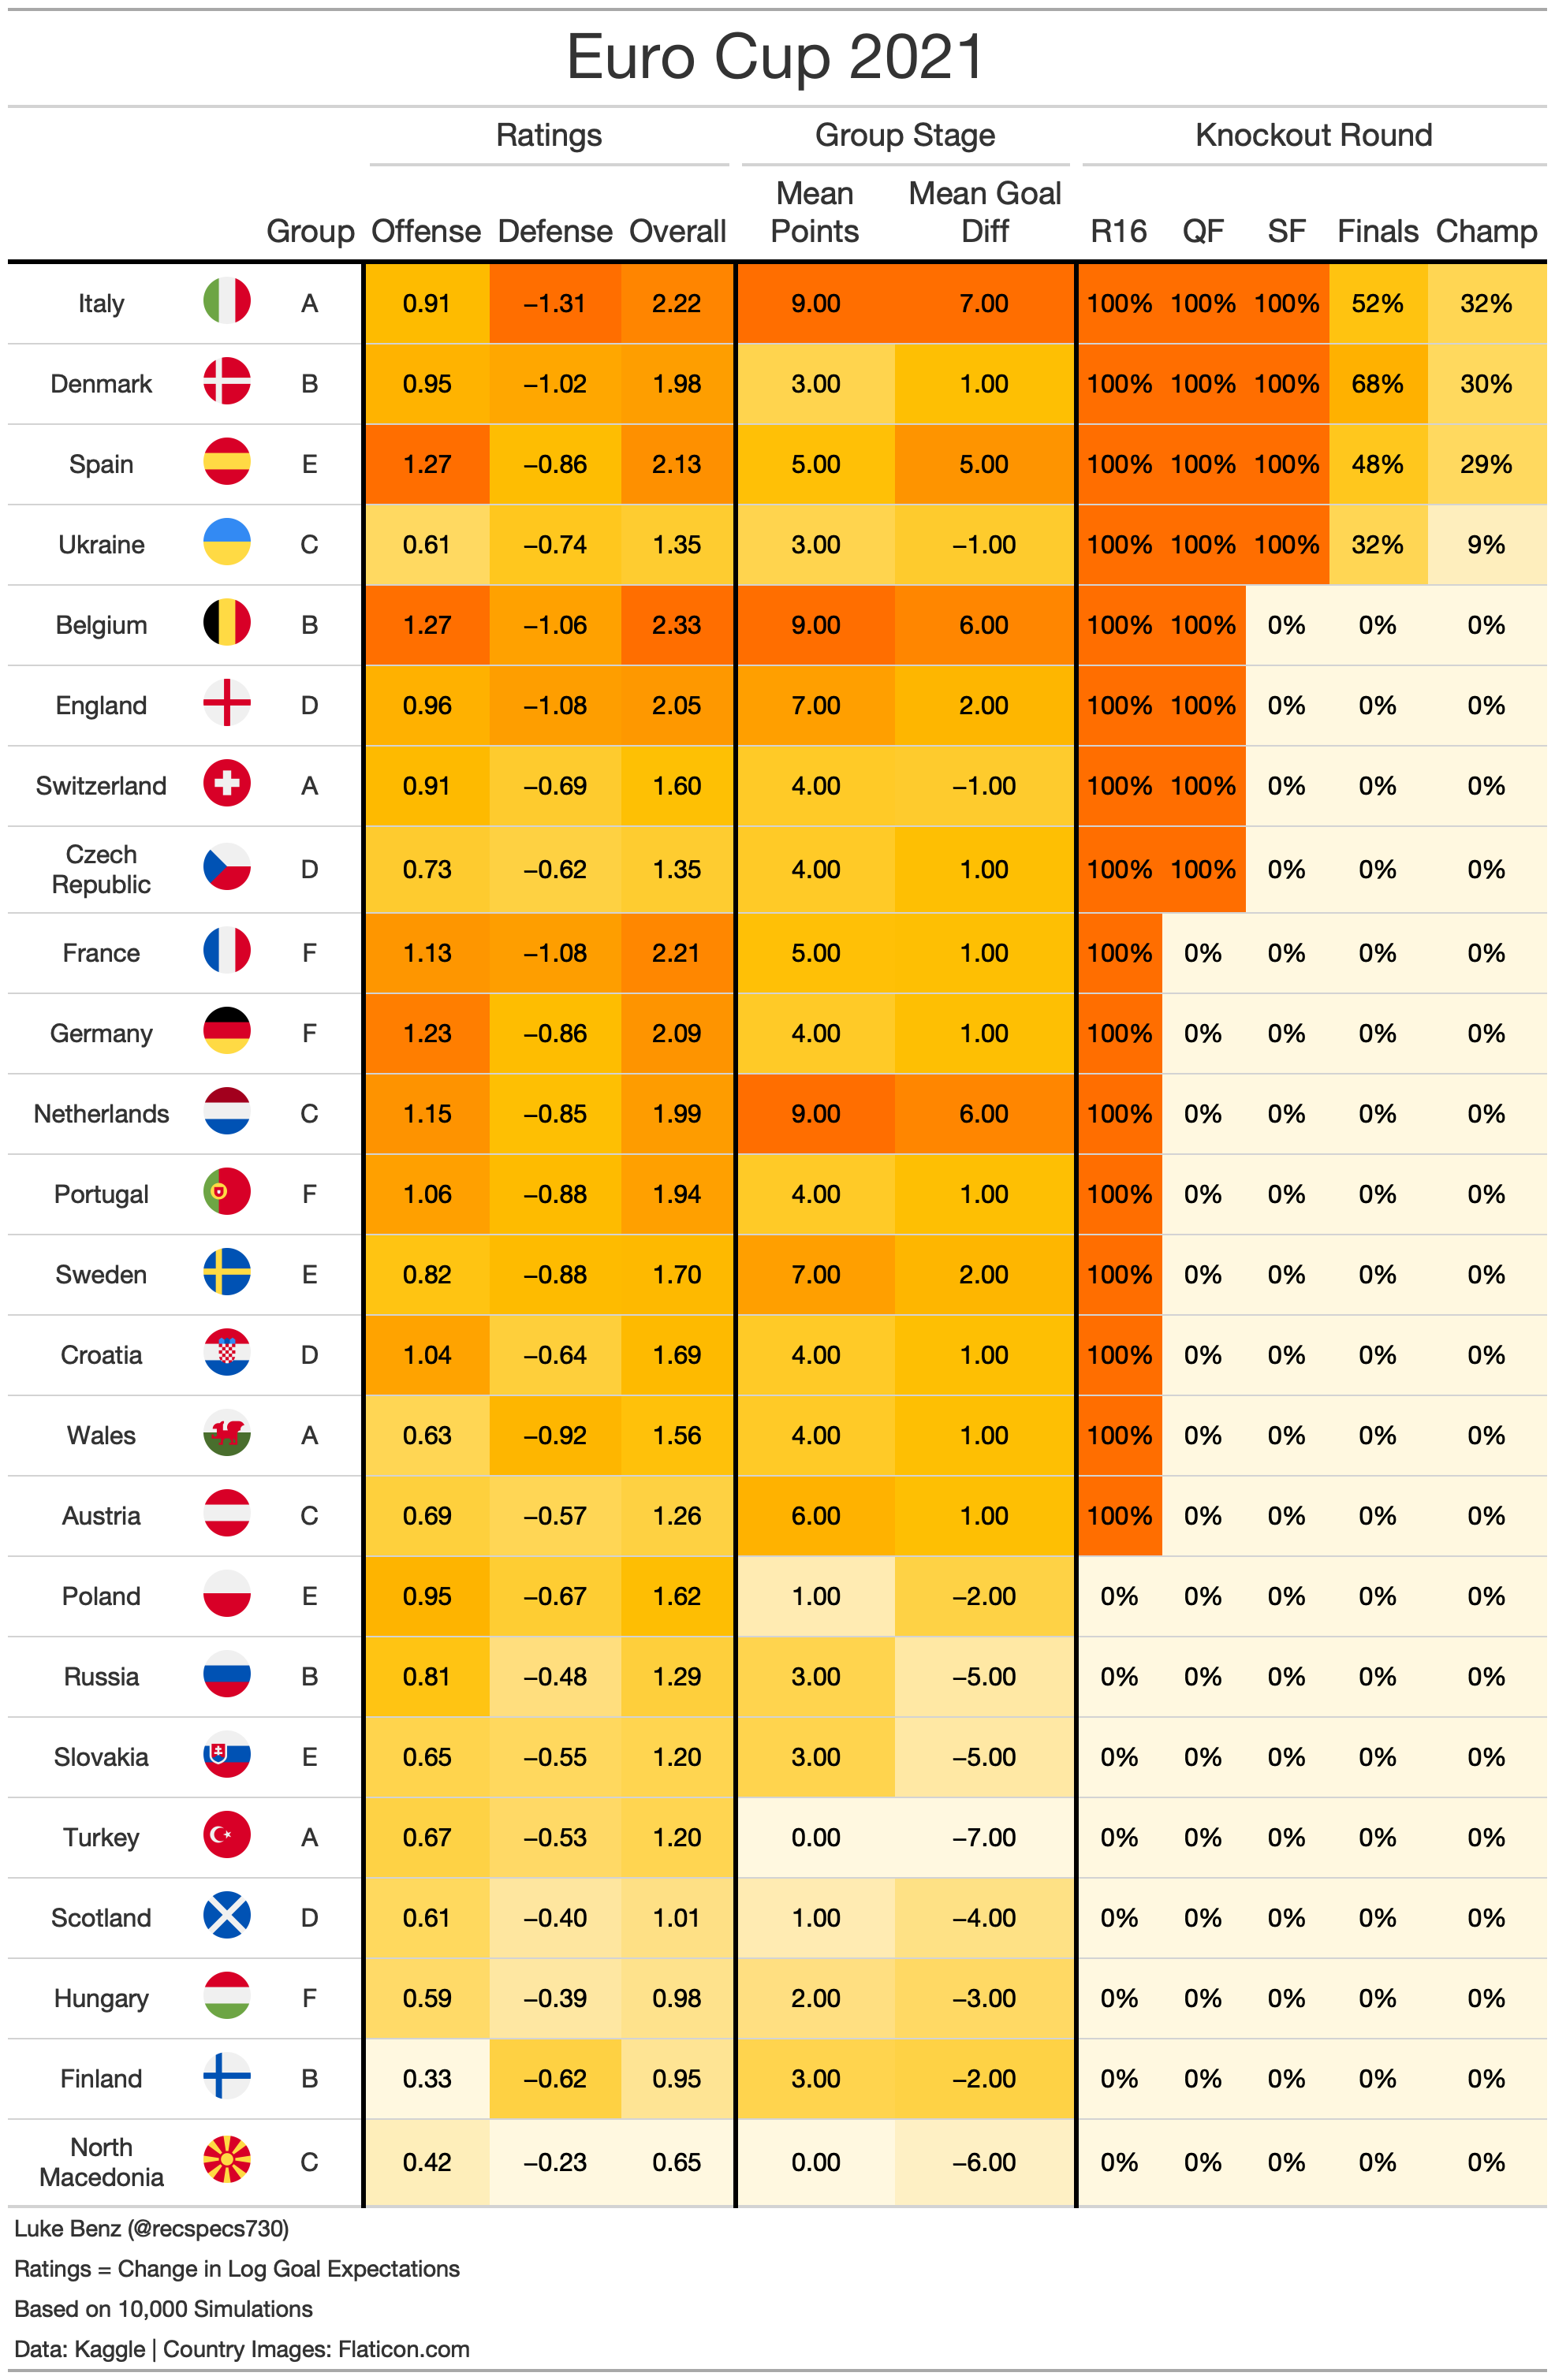 Euro Cup 2021
Ratings Group Stage Knockout Round
Mean Mean Goal
Group Offense Defense Overall Points Diff R16 QF SF Finals Champ
Italy A 0.91 −1.31 2.22 9.00 7.00 100% 100% 100% 52% 32%
Denmark B 0.95 −1.02 1.98 3.00 1.00 100% 100% 100% 68% 30%
Spain E 1.27 −0.86 2.13 5.00 5.00 100% 100% 100% 48% 29%
Ukraine C 0.61 −0.74 1.35 3.00 −1.00 100% 100% 100% 32% 9%
Belgium B 1.27 −1.06 2.33 9.00 6.00 100% 100% 0% 0% 0%
England D 0.96 −1.08 2.05 7.00 2.00 100% 100% 0% 0% 0%
Switzerland A 0.91 −0.69 1.60 4.00 −1.00 100% 100% 0% 0% 0%
Czech
Republic D 0.73 −0.62 1.35 4.00 1.00 100% 100% 0% 0% 0%
France F 1.13 −1.08 2.21 5.00 1.00 100% 0% 0% 0% 0%
Germany F 1.23 −0.86 2.09 4.00 1.00 100% 0% 0% 0% 0%
Netherlands C 1.15 −0.85 1.99 9.00 6.00 100% 0% 0% 0% 0%
Portugal F 1.06 −0.88 1.94 4.00 1.00 100% 0% 0% 0% 0%
Sweden E 0.82 −0.88 1.70 7.00 2.00 100% 0% 0% 0% 0%
Croatia D 1.04 −0.64 1.69 4.00 1.00 100% 0% 0% 0% 0%
Wales A 0.63 −0.92 1.56 4.00 1.00 100% 0% 0% 0% 0%
Austria C 0.69 −0.57 1.26 6.00 1.00 100% 0% 0% 0% 0%
Poland E 0.95 −0.67 1.62 1.00 −2.00 0% 0% 0% 0% 0%
Russia B 0.81 −0.48 1.29 3.00 −5.00 0% 0% 0% 0% 0%
Slovakia E 0.65 −0.55 1.20 3.00 −5.00 0% 0% 0% 0% 0%
Turkey A 0.67 −0.53 1.20 0.00 −7.00 0% 0% 0% 0% 0%
Scotland D 0.61 −0.40 1.01 1.00 −4.00 0% 0% 0% 0% 0%
Hungary F 0.59 −0.39 0.98 2.00 −3.00 0% 0% 0% 0% 0%
Finland B 0.33 −0.62 0.95 3.00 −2.00 0% 0% 0% 0% 0%
North
Macedonia C 0.42 −0.23 0.65 0.00 −6.00 0% 0% 0% 0% 0%
Luke Benz (@recspecs730)
Ratings = Change in Log Goal Expectations
Based on 10,000 Simulations
Data: Kaggle | Country Images: Flaticon.com